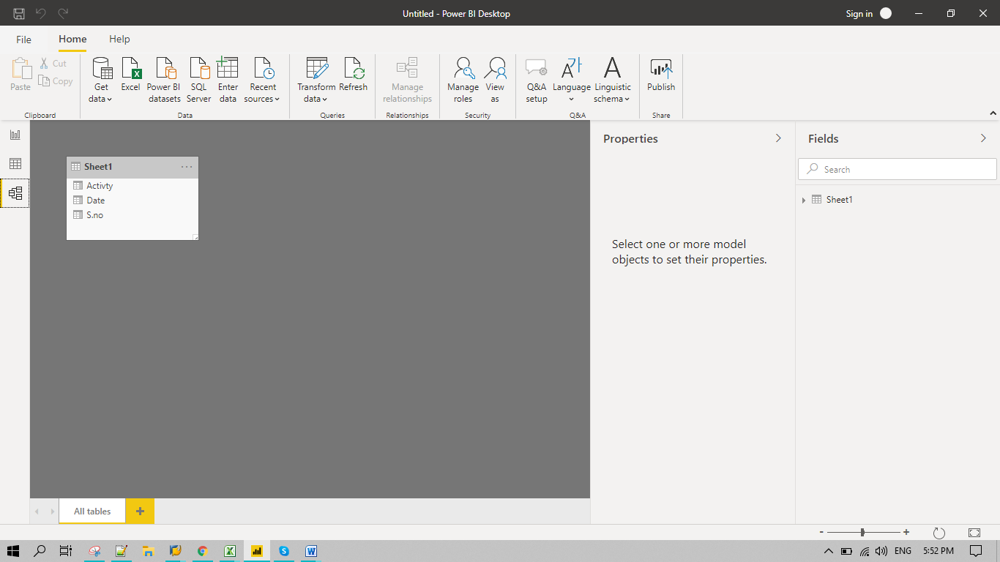 Untitled - Power BI Desktop
Sign in
File Home Help
Paste
Cut
Copy
Get data
Excel
Power BI datasets
SQL Server
Enter data
Recent sources
Transform data
Refresh
Manage relationships
Manage roles
View as
Q&A setup
Language
Linguistic schema
Publish
Clipboard
Data
Queries
Relationships
Security
Q&A
Share
Sheet1
Activty
Date
S.no
Properties
Select one or more model
objects to set their properties.
Fields
Search
Sheet1
All tables
ENG 5:52 PM